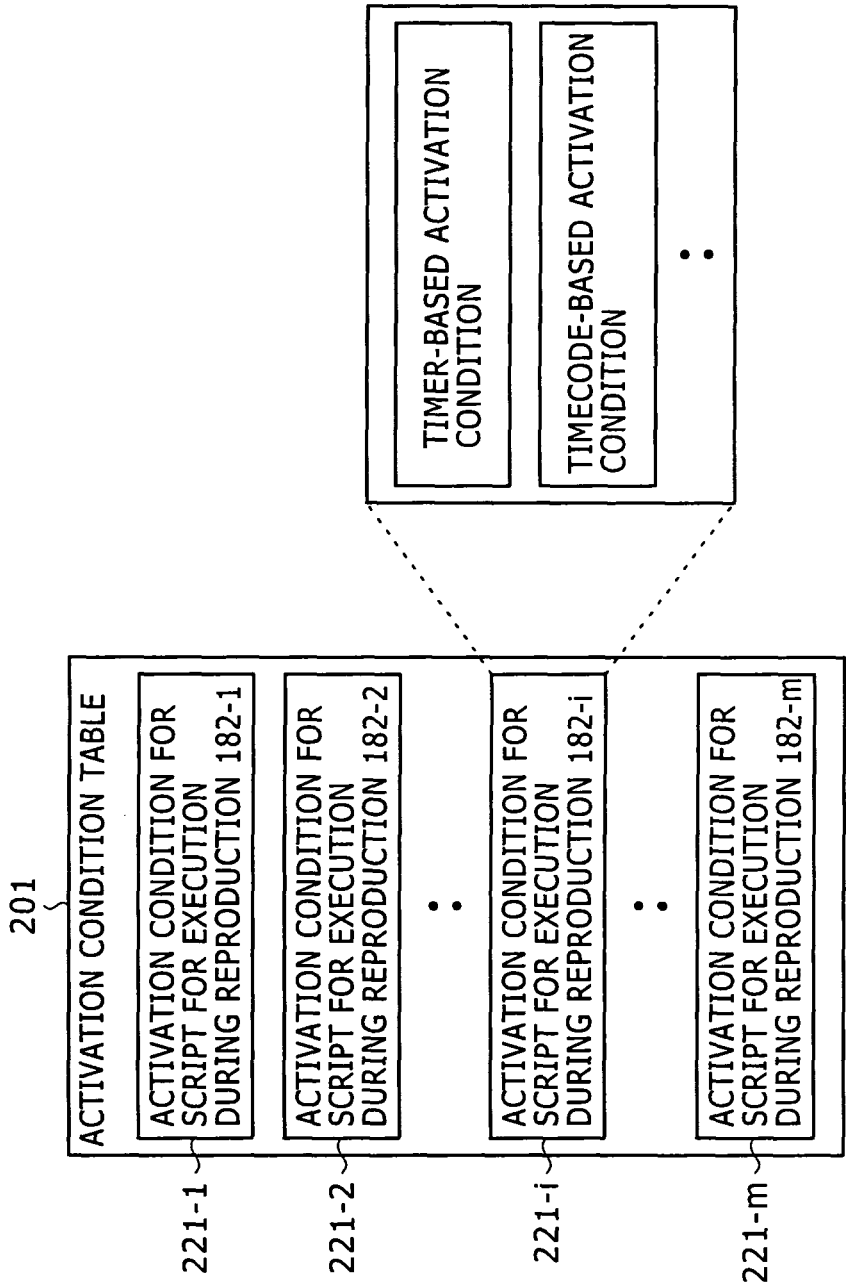 201
ACTIVATION CONDITION TABLE
221-1
ACTIVATION CONDITION FOR
SCRIPT FOR EXECUTION
DURING REPRODUCTION 182-1
221-2
ACTIVATION CONDITION FOR
SCRIPT FOR EXECUTION
DURING REPRODUCTION 182-2
221-i
ACTIVATION CONDITION FOR
SCRIPT FOR EXECUTION
DURING REPRODUCTION 182-i
221-m
ACTIVATION CONDITION FOR
SCRIPT FOR EXECUTION
DURING REPRODUCTION 182-m
TIMER-BASED ACTIVATION
CONDITION
TIMECODE-BASED ACTIVATION
CONDITION